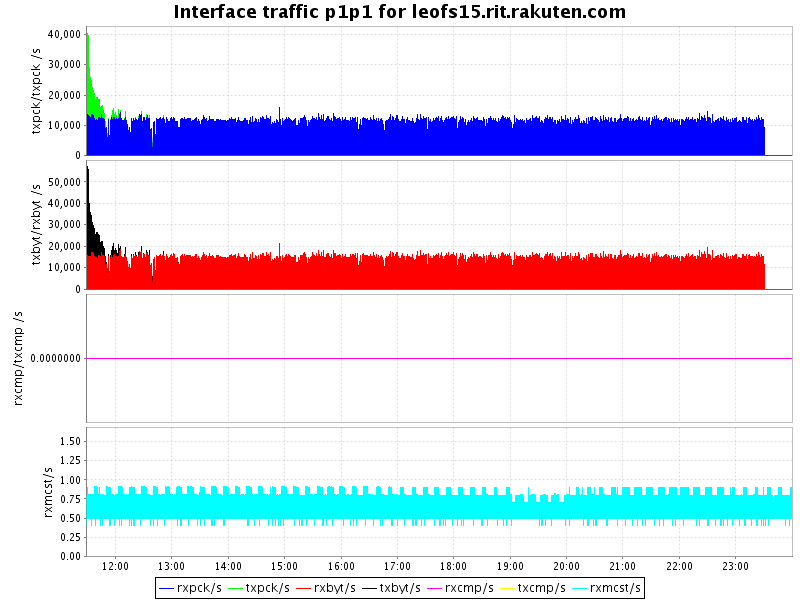 Interface traffic p1p1 for leofs15.rit.rakuten.com
txpck/txpck /s
40,000
30,000
20,000
10,000
0
txbyt/rxbyt /s
50,000
40,000
30,000
20,000
10,000
0
rxcmp/txcmp /s
0.0000000
rxmcst/s
1.50
1.25
1.00
0.75
0.50
0.25
0.00
12:00 13:00 14:00 15:00 16:00 17:00 18:00 19:00 20:00 21:00 22:00 23:00
rxpck/s txpck/s rxbyt/s txbyt/s rxcmp/s txcmp/s rxmcst/s